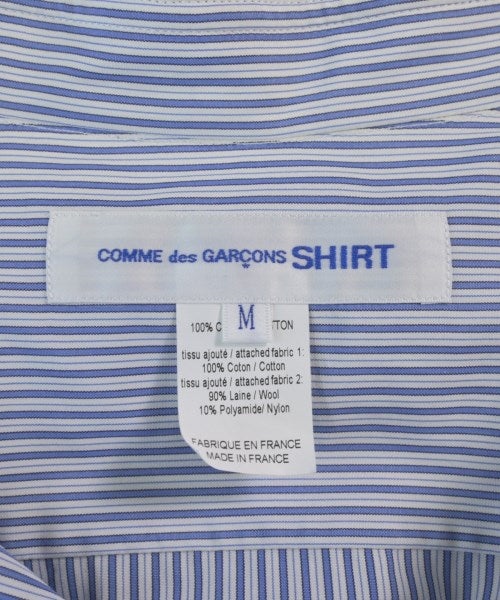 COMME des GARÇONS SHIRT
M
100% C TTON
tissu ajouté / attached fabric 1:
100% Coton / Cotton
tissu ajouté / attached fabric 2:
90% Laine / Wool
10% Polyamide/ Nylon
FABRIQUE EN FRANCE
MADE IN FRANCE